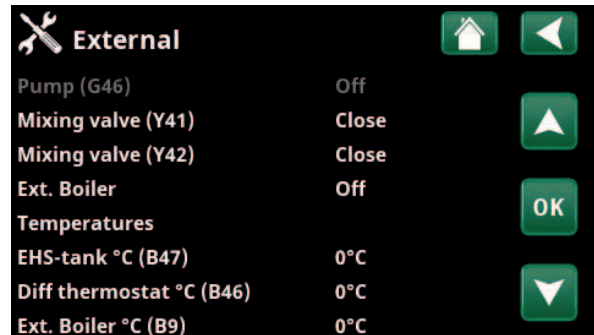 External
Pump (G46) Off
Mixing valve (Y41) Close
Mixing valve (Y42) Close
Ext. Boiler Off
OK
Temperatures
EHS-tank °C (B47) 0°C
Diff thermostat °C (B46) 0°C
Ext. Boiler °C (B9) 0°C